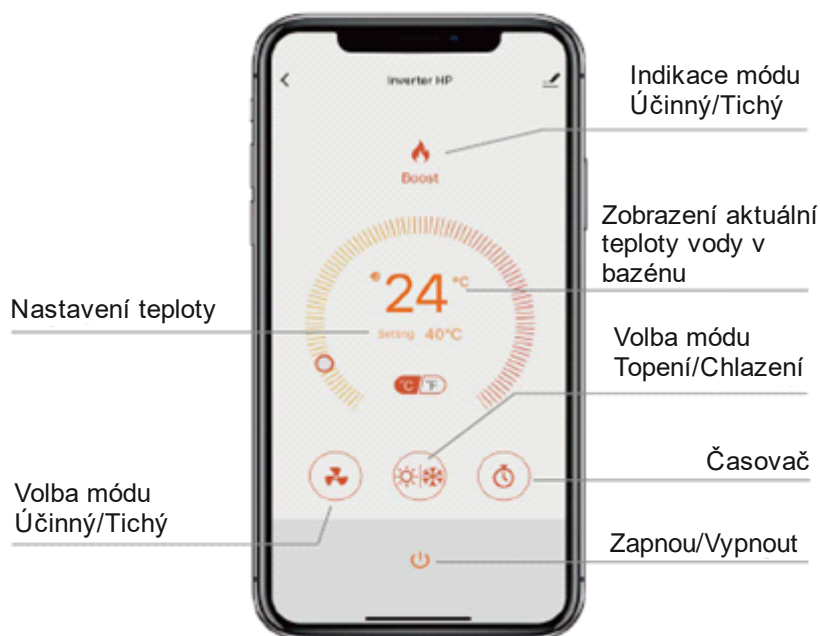 Inverter HP
Indikace módu
Účinný/Tichý
Boost
Zobrazení aktuální
teploty vody v
bazénu
24 °C
Nastavení teploty
Setting 40°C
Volba módu
Topení/Chlazení
°C °F
Časovač
Volba módu
Účinný/Tichý
Zapnou/Vypnout